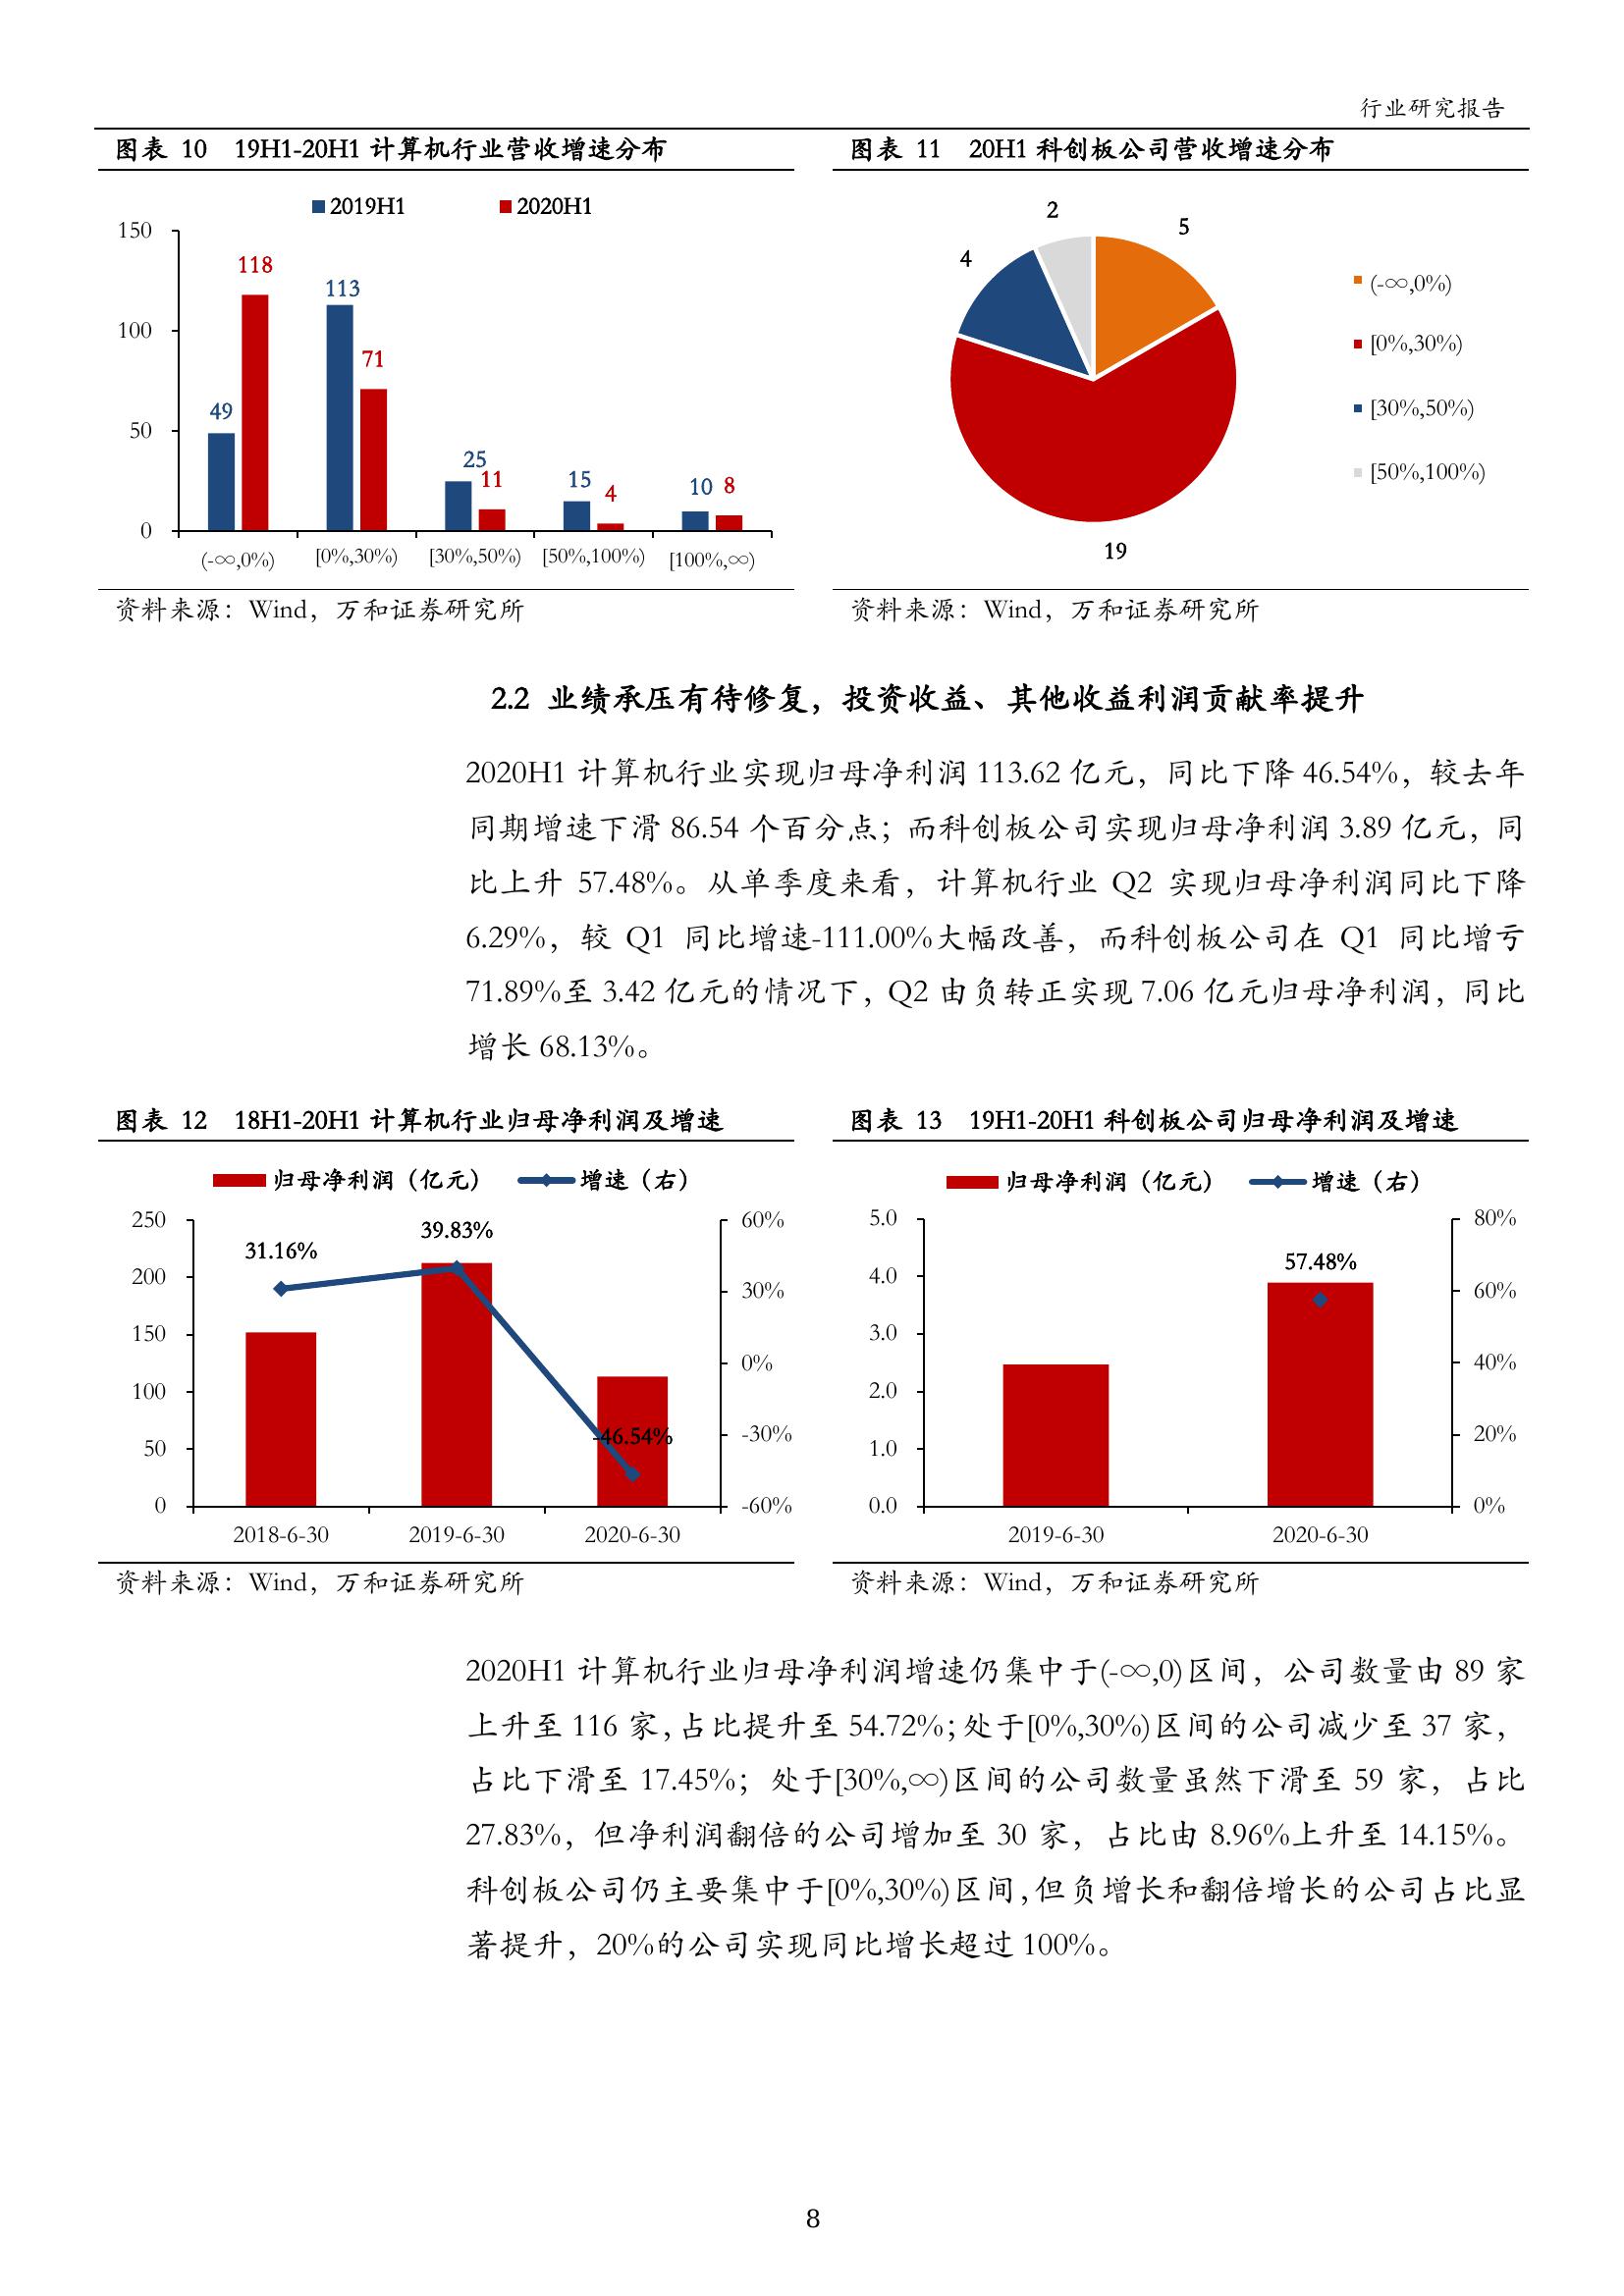 行业研究报告
图表 10 19H1-20H1 计算机行业营收增速分布
2019H1 2020H1
150
100
50
0
49 118
113 71
25 11
15 4
10 8
(-∞,0%) [0%,30%) [30%,50%) [50%,100%) [100%,∞)
资料来源：Wind，万和证券研究所
图表 11 20H1 科创板公司营收增速分布
2
5
4
19
(-∞,0%)
[0%,30%)
[30%,50%)
[50%,100%)
资料来源：Wind，万和证券研究所
2.2 业绩承压有待修复，投资收益、其他收益利润贡献率提升
2020H1 计算机行业实现归母净利润 113.62 亿元，同比下降 46.54%，较去年
同期增速下滑 86.54 个百分点；而科创板公司实现归母净利润 3.89 亿元，同
比上升 57.48%。从单季度来看，计算机行业 Q2 实现归母净利润同比下降
6.29%，较 Q1 同比增速-111.00%大幅改善，而科创板公司在 Q1 同比增亏
71.89%至 3.42 亿元的情况下，Q2 由负转正实现 7.06 亿元归母净利润，同比
增长 68.13%。
图表 12 18H1-20H1 计算机行业归母净利润及增速
归母净利润（亿元） 增速（右）
250
200
150
100
50
0
31.16%
39.83%
-46.54%
60%
30%
0%
-30%
-60%
2018-6-30 2019-6-30 2020-6-30
资料来源：Wind，万和证券研究所
图表 13 19H1-20H1 科创板公司归母净利润及增速
归母净利润（亿元） 增速（右）
5.0
4.0
3.0
2.0
1.0
0.0
57.48%
80%
60%
40%
20%
0%
2019-6-30 2020-6-30
资料来源：Wind，万和证券研究所
2020H1 计算机行业归母净利润增速仍集中于(-∞,0)区间，公司数量由 89 家
上升至 116 家，占比提升至 54.72%；处于[0%,30%)区间的公司减少至 37 家，
占比下滑至 17.45%；处于[30%,∞)区间的公司数量虽然下滑至 59 家，占比
27.83%，但净利润翻倍的公司增加至 30 家，占比由 8.96%上升至 14.15%。
科创板公司仍主要集中于[0%,30%)区间，但负增长和翻倍增长的公司占比显
著提升，20%的公司实现同比增长超过 100%。
8